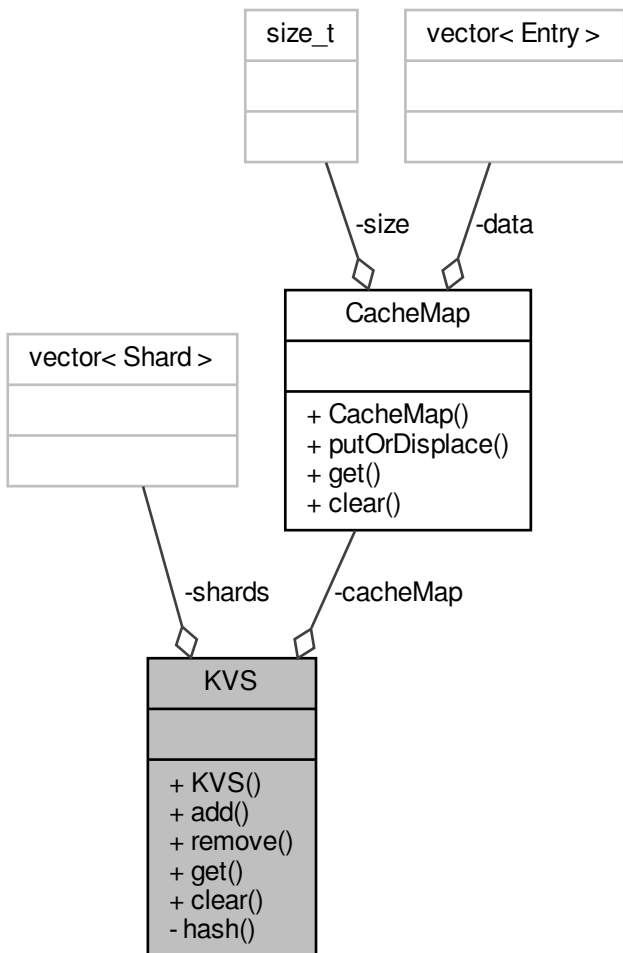 size_t
vector< Entry >
-size
-data
CacheMap
+ CacheMap()
+ putOrDisplace()
+ get()
+ clear()
vector< Shard >
-shards
-cacheMap
KVS
+ KVS()
+ add()
+ remove()
+ get()
+ clear()
- hash()